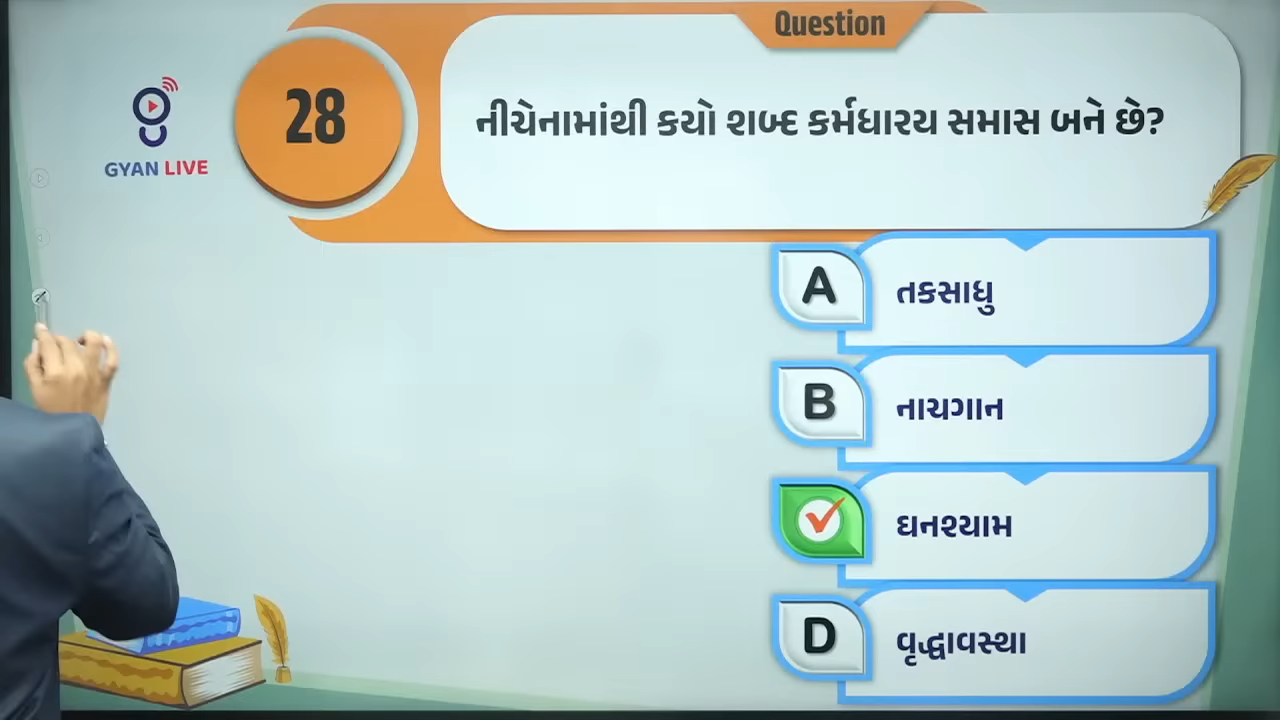 Question
28
નીચેનામાંથી કયો શબ્દ કર્મધારય સમાસ બને છે?
GYAN LIVE
A તકસાધુ
B નાચગાન
ઘનશ્યામ
D વૃદ્ધાવસ્થા